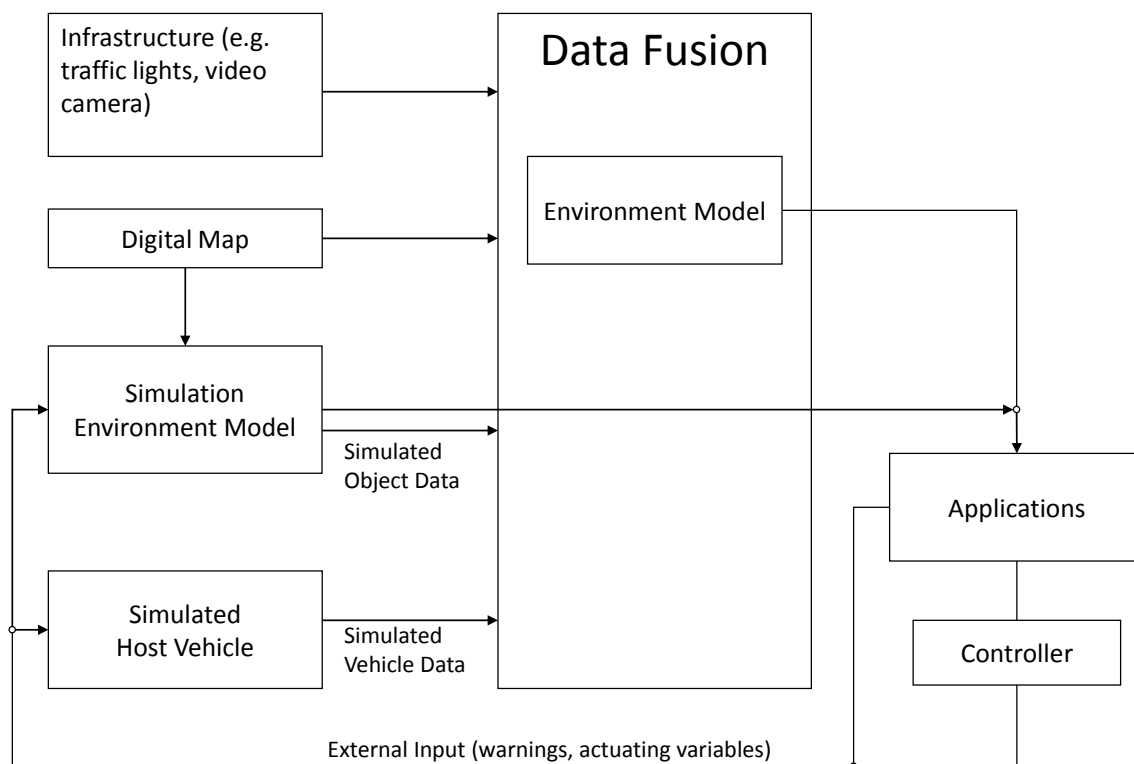 Infrastructure (e.g.
traffic lights, video
camera)
Data Fusion
Environment Model
Digital Map
Simulation
Environment Model
Simulated
Object Data
Applications
Simulated
Host Vehicle
Simulated
Vehicle Data
Controller
External Input (warnings, actuating variables)